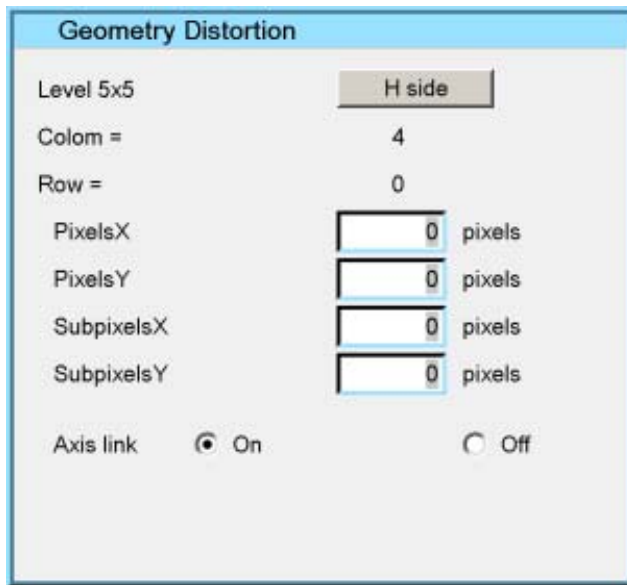 Geometry Distortion
Level 5x5 H side
Colom = 4
Row = 0
PixelsX 0 pixels
PixelsY 0 pixels
SubpixelsX 0 pixels
SubpixelsY 0 pixels
Axis link On Off